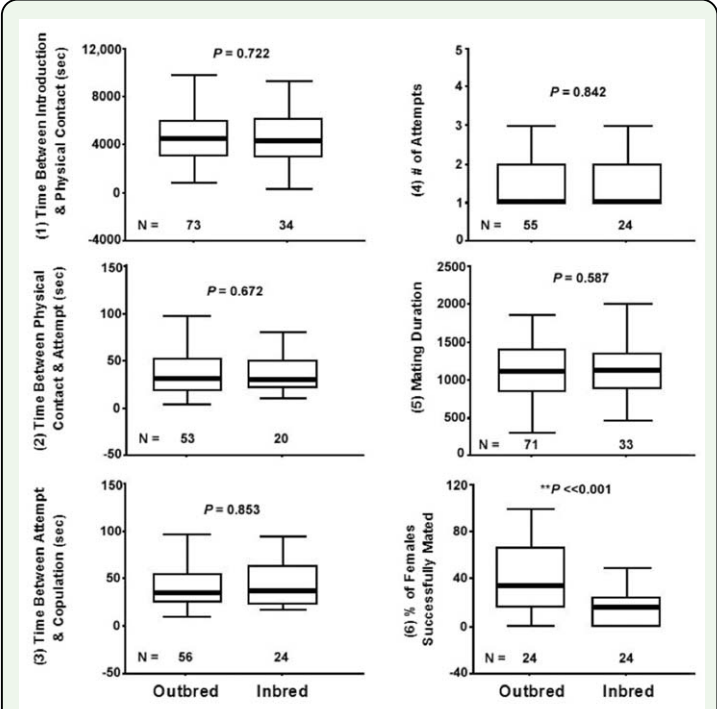 (1) Time Between Introduction
& Physical Contact (sec)
12,000
8000
4000
0
-4000
P = 0.722
N = 73 34
(4) # of Attempts
5
4
3
2
1
0
P = 0.842
N = 55 24
(2) Time Between Physical
Contact & Attempt (sec)
150
100
50
0
-50
P = 0.672
N = 53 20
(5) Mating Duration
2500
2000
1500
1000
500
0
P = 0.587
N = 71 33
(3) Time Between Attempt
& Copulation (sec)
150
100
50
0
-50
P = 0.853
N = 56 24
Outbred Inbred
(6) % of Females
Successfully Mated
120
80
40
0
-40
**P <<0.001
N = 24 24
Outbred Inbred